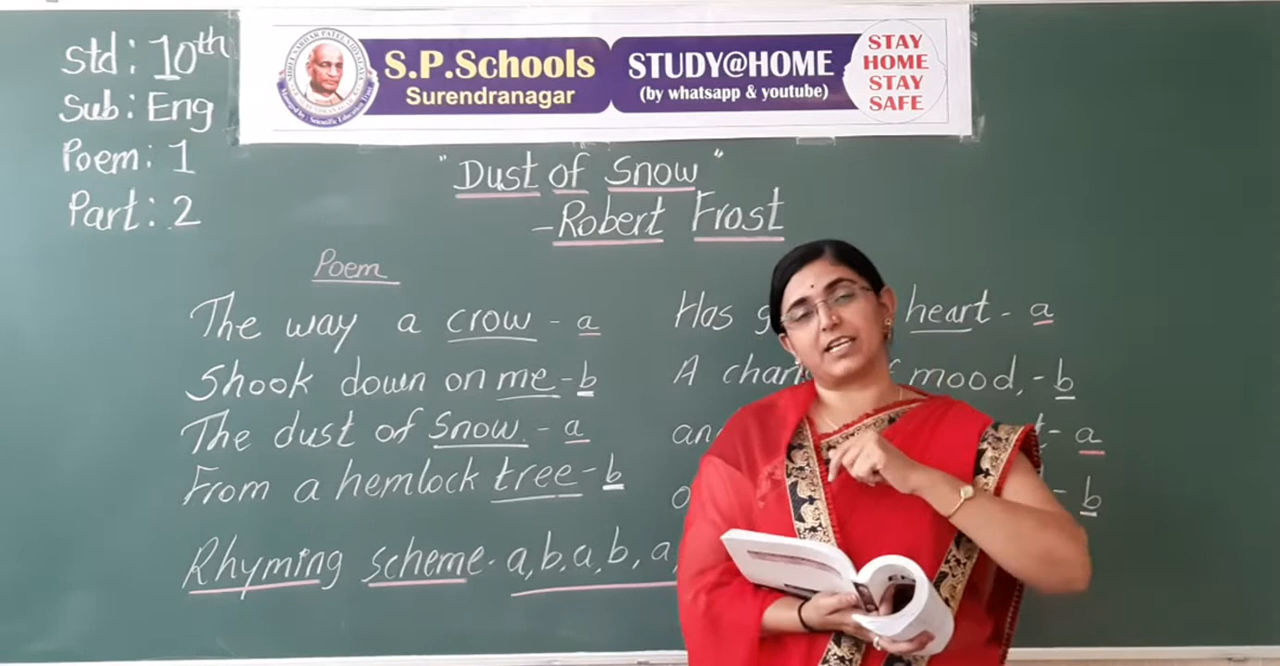 std: 10th
Sub: Eng
Poem: 1
Part: 2
S.P.Schools
Surendranagar
STUDY@HOME
(by whatsapp & youtube)
STAY
HOME
STAY
SAFE
"Dust of Snow"
-Robert Frost
Poem
The way a crow - a
Shook down on me - b
The dust of snow. - a
From a hemlock tree - b
Has heart - a
A of mood, - b
- a
- b
Rhyming scheme. a, b, a, b, a,